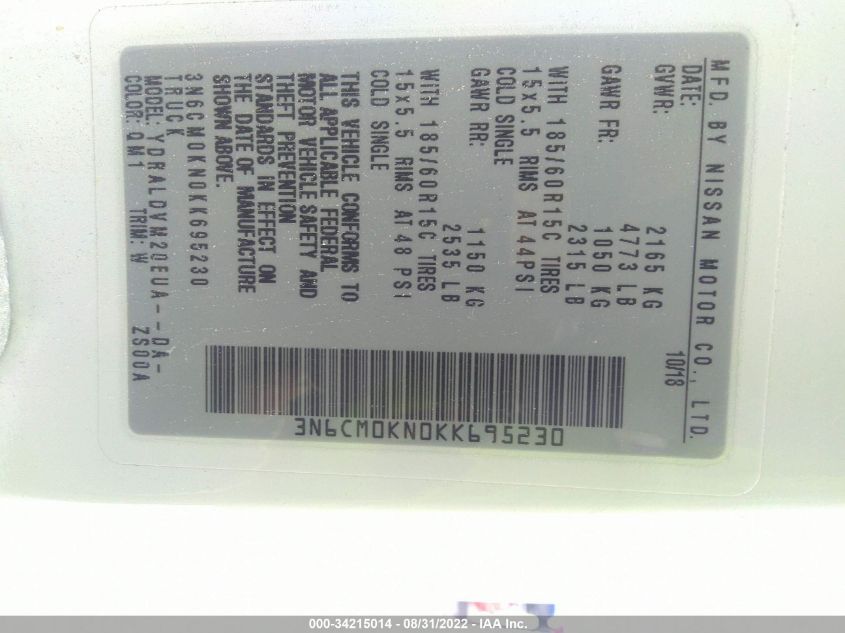 MFD. BY NISSAN MOTOR CO., LTD.
DATE: 10/18
GVWR: 2165 KG
4773 LB
GAWR FR: 1050 KG
2315 LB
WITH 185/60R15C TIRES
15x5.5 RIMS AT 44PSI
COLD SINGLE
GAWR RR: 1150 KG
2535 LB
WITH 185/60R15C TIRES
15x5.5 RIMS AT 48 PSI
COLD SINGLE
THIS VEHICLE CONFORMS TO
ALL APPLICABLE FEDERAL
MOTOR VEHICLE SAFETY AND
THEFT PREVENTION
STANDARDS IN EFFECT ON
THE DATE OF MANUFACTURE
SHOWN ABOVE.
3N6CM0KN0KK695230
TRUCK
MODEL: YDRALDVM20EUA--DA-
COLOR: QM1 TRIM: W ZS00A
3N6CM0KN0KK695230
000-34215014 - 08/31/2022 - IAA Inc.